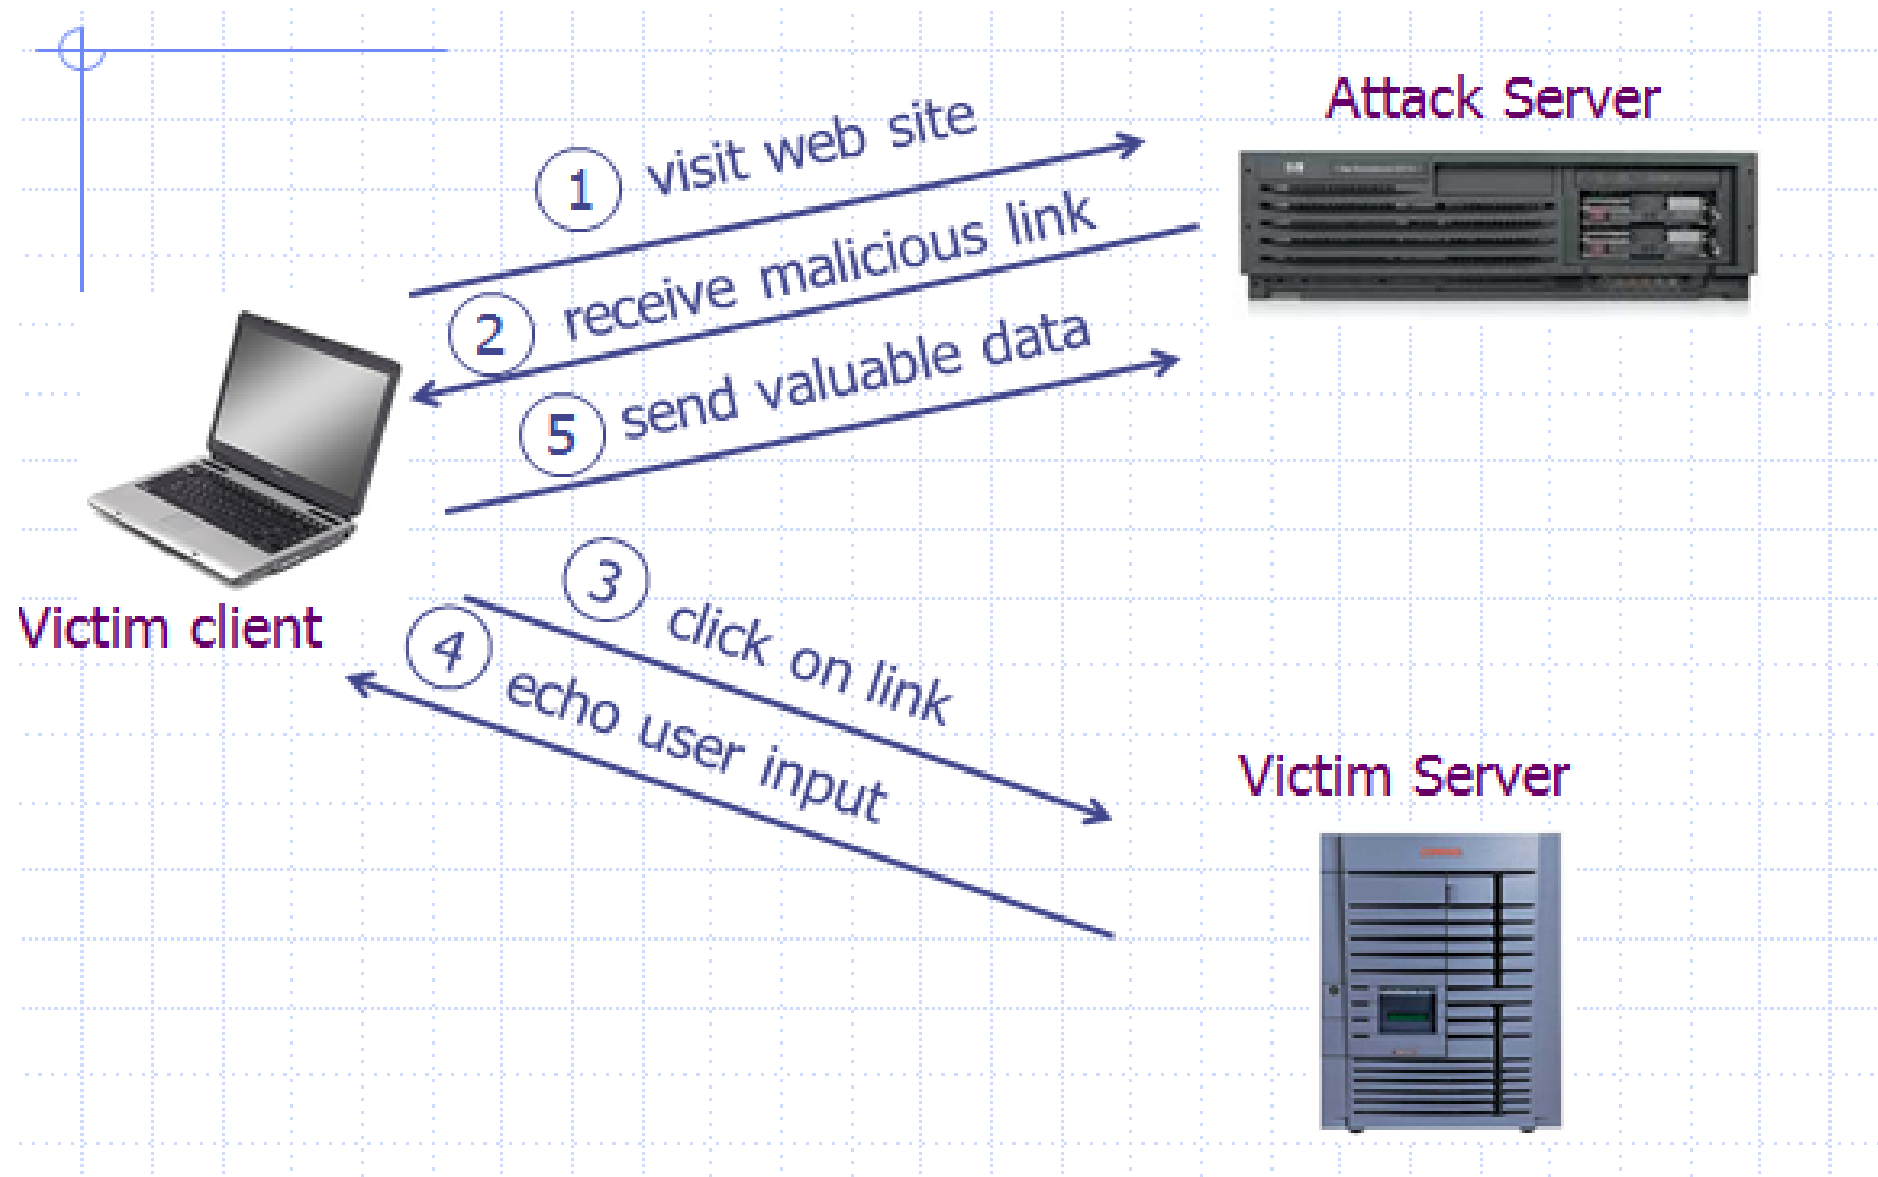 Attack Server
1 visit web site
2 receive malicious link
5 send valuable data
Victim client
3 click on link
4 echo user input
Victim Server